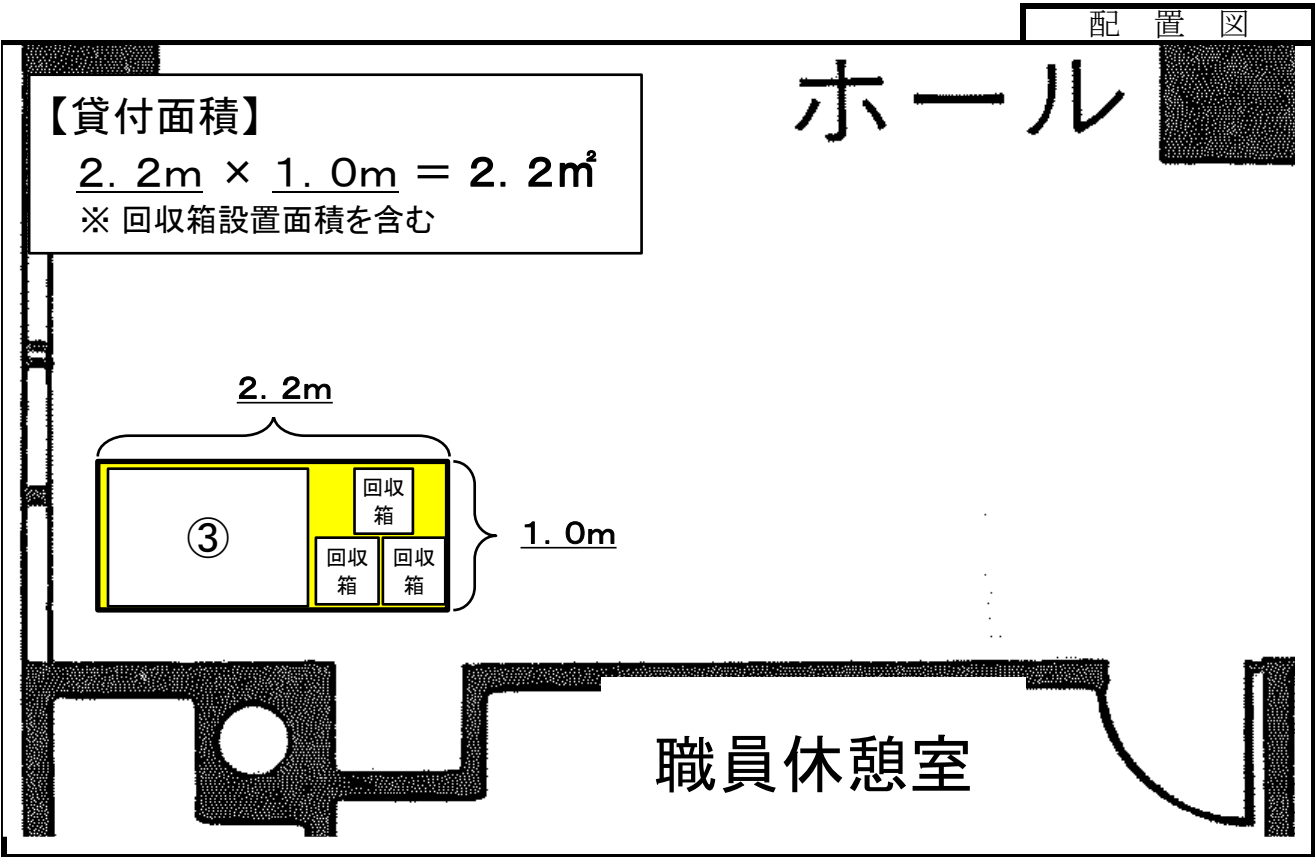 配置図
ホール
【貸付面積】
2．2ｍ × 1．0ｍ ＝ 2．2㎡
※ 回収箱設置面積を含む
2．2ｍ
③
回収
箱
回収
箱
回収
箱
1．0ｍ
職員休憩室